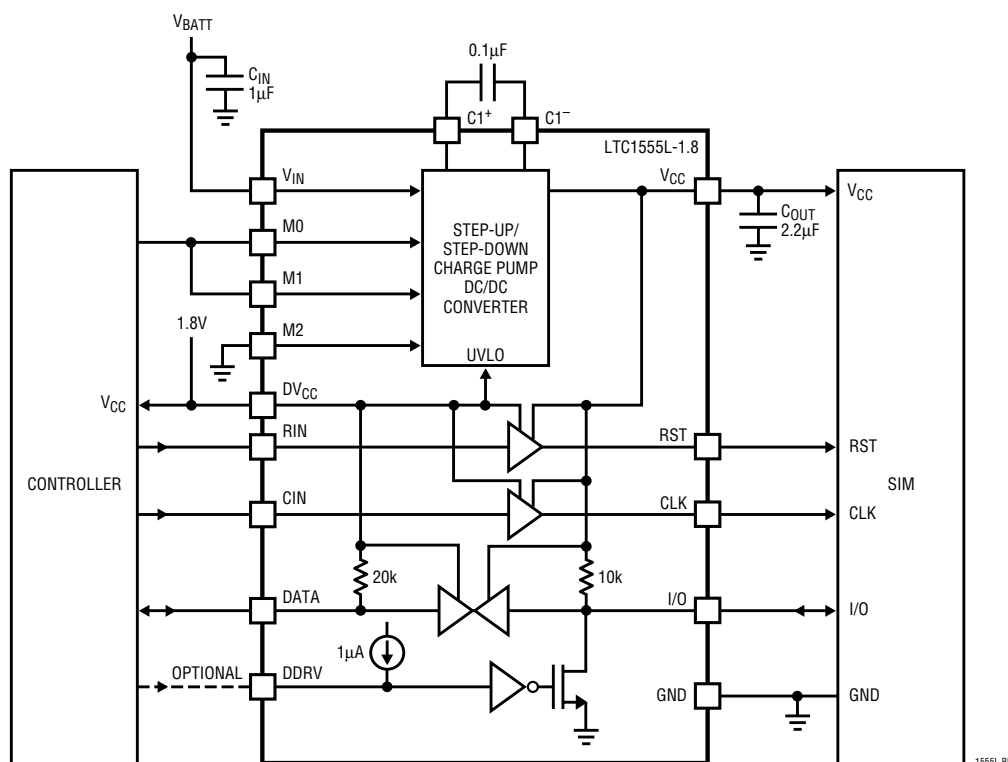 VBATT
CIN
1µF
0.1µF
C1+
C1–
LTC1555L-1.8
VIN
VCC
VCC
COUT
2.2µF
M0
M1
M2
STEP-UP/
STEP-DOWN
CHARGE PUMP
DC/DC
CONVERTER
UVLO
1.8V
VCC
DVCC
RIN
RST
RST
CONTROLLER
SIM
CIN
CLK
CLK
20k
10k
DATA
I/O
I/O
1µA
OPTIONAL
DDRV
GND
GND